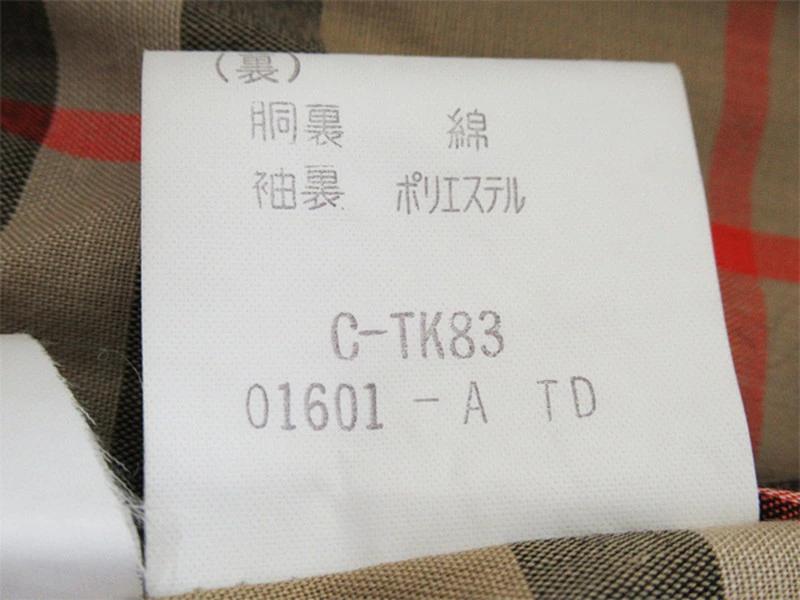 （裏）
胴裏 綿
袖裏 ポリエステル
C-TK83
01601 - A TD